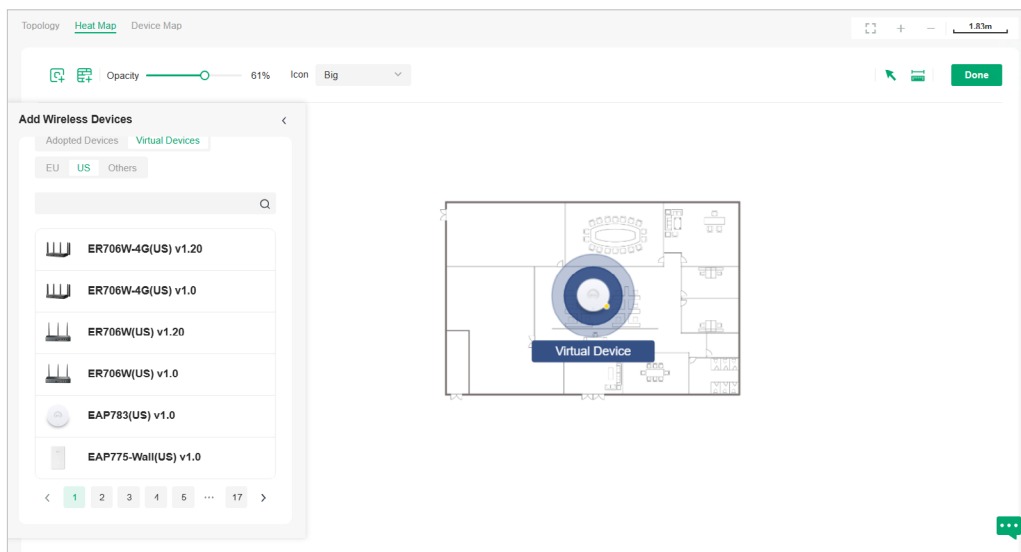 Topology Heat Map Device Map
1.83m
Opacity 61% Icon Big Done
Add Wireless Devices
Adopted Devices Virtual Devices
EU US Others
ER706W-4G(US) v1.20
ER706W-4G(US) v1.0
ER706W(US) v1.20
ER706W(US) v1.0
EAP783(US) v1.0
EAP775-Wall(US) v1.0
1 2 3 4 5 ··· 17
Virtual Device